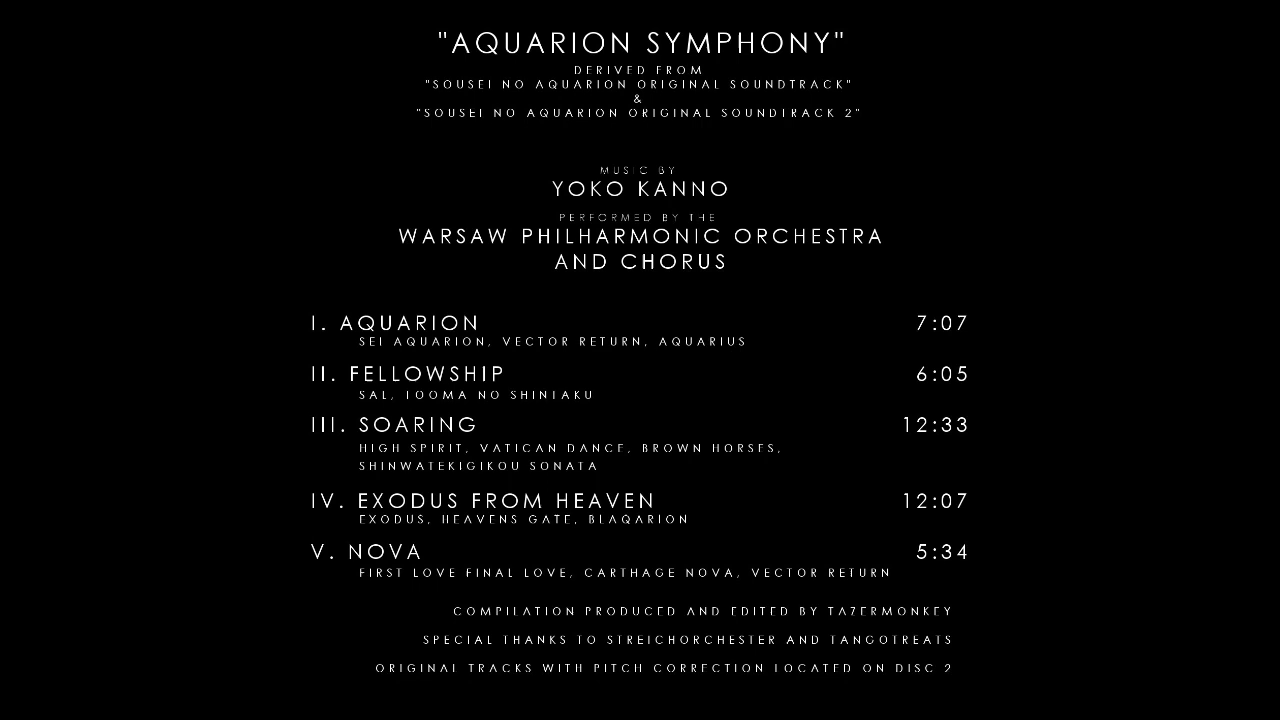 "AQUARION SYMPHONY"
DERIVED FROM
"SOUSEI NO AQUARION ORIGINAL SOUNDTRACK"
&
"SOUSEI NO AQUARION ORIGINAL SOUNDTRACK 2"
MUSIC BY
YOKO KANNO
PERFORMED BY THE
WARSAW PHILHARMONIC ORCHESTRA
AND CHORUS
I. AQUARION 7:07
SEI AQUARION, VECTOR RETURN, AQUARIUS
II. FELLOWSHIP 6:05
SAL, TOOMA NO SHINTAKU
III. SOARING 12:33
HIGH SPIRIT, VATICAN DANCE, BROWN HORSES,
SHINWATEKIGIKOU SONATA
IV. EXODUS FROM HEAVEN 12:07
EXODUS, HEAVENS GATE, BLAQARION
V. NOVA 5:34
FIRST LOVE FINAL LOVE, CARTHAGE NOVA, VECTOR RETURN
COMPILATION PRODUCED AND EDITED BY TAZERMONKEY
SPECIAL THANKS TO STREICHORCHESTER AND TANGOTREATS
ORIGINAL TRACKS WITH PITCH CORRECTION LOCATED ON DISC 2